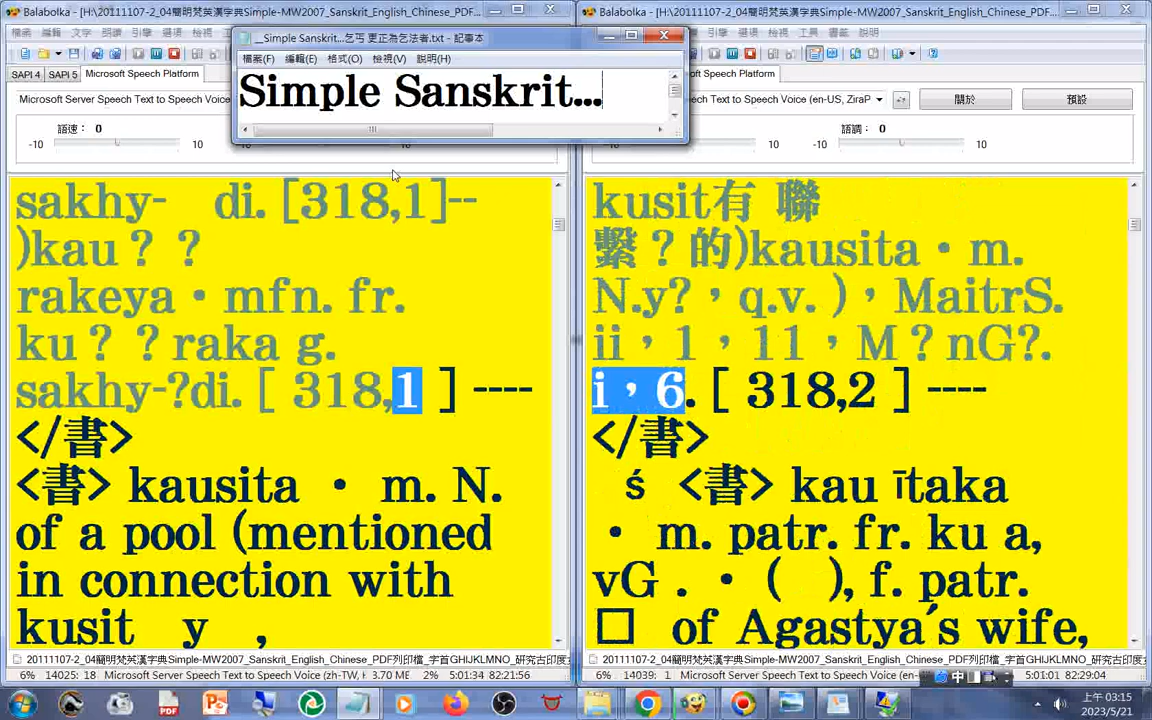 Balabolka - [H:\20111107-2_04簡明梵英漢字典Simple-MW2007_Sanskrit_English_Chinese_PDF...
Balabolka - [H:\20111107-2_04簡明梵英漢字典Simple-MW2007_Sanskrit_English_Chinese_PDF...
__Simple Sanskrit...乞丐 更正為乞法者.txt - 記事本
檔案(F) 編輯(E) 格式(O) 檢視(V) 說明(H)
Simple Sanskrit...
SAPI 4 SAPI 5 Microsoft Speech Platform
Microsoft Server Speech Text to Speech Voice
語速： 0
-10 10 -10
Speech Platform
Text to Speech Voice (en-US, ZiraP
關於 預設
語調： 0
10 -10 10
sakhy- di. [318,1]--
)kau？？
rakeya・mfn. fr.
ku？？raka g.
sakhy-?di. [ 318,1 ] ----
</書>
<書> kausita ・ m. N.
of a pool (mentioned
in connection with
kusit y ,
kusit有 聯
繫？的)kausita・m.
N.y?，q.v. )，MaitrS.
ii，1，11，M？nG?.
i，6. [ 318,2 ] ----
</書>
ś <書> kau ītaka
・ m. patr. fr. ku a,
vG . ・ ( ), f. patr.
□ of Agastya´s wife,
20111107-2_04簡明梵英漢字典Simple-MW2007_Sanskrit_English_Chinese_PDF列印檔_字首GHIJKLMNO_研究古印度
20111107-2_04簡明梵英漢字典Simple-MW2007_Sanskrit_English_Chinese_PDF列印檔_字首GHIJKLMNO_研究古印度
6% 14025: 18 Microsoft Server Speech Text to Speech Voice (zh-TW, H 3.70 ME 2% 5:01:34 82:21:56
6% 14039: 1 Microsoft Server Speech Text to Speech 5:01:01 82:29:04
中
上午 03:15
2023/5/21